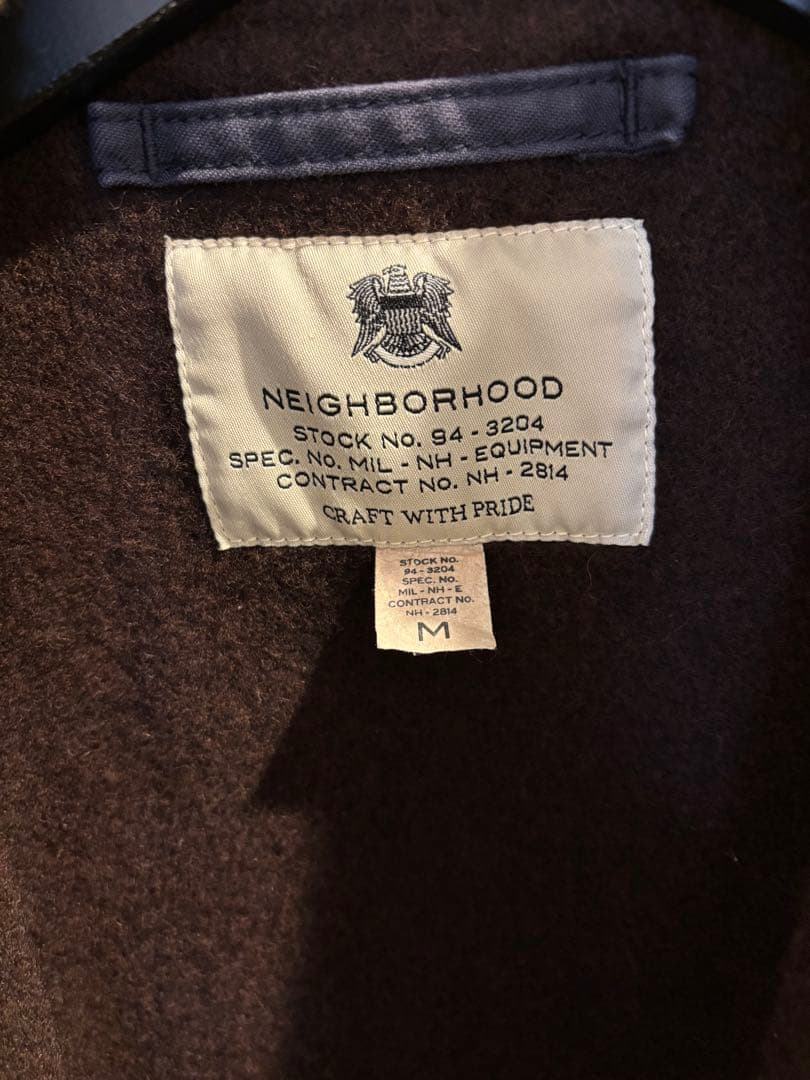 NEIGHBORHOOD
STOCK No. 94 - 3204
SPEC. No. MIL - NH - EQUIPMENT
CONTRACT No. NH - 2814
CRAFT WITH PRIDE
STOCK No.
94 - 3204
SPEC. No.
MIL - NH - E
CONTRACT No.
NH - 2814
M